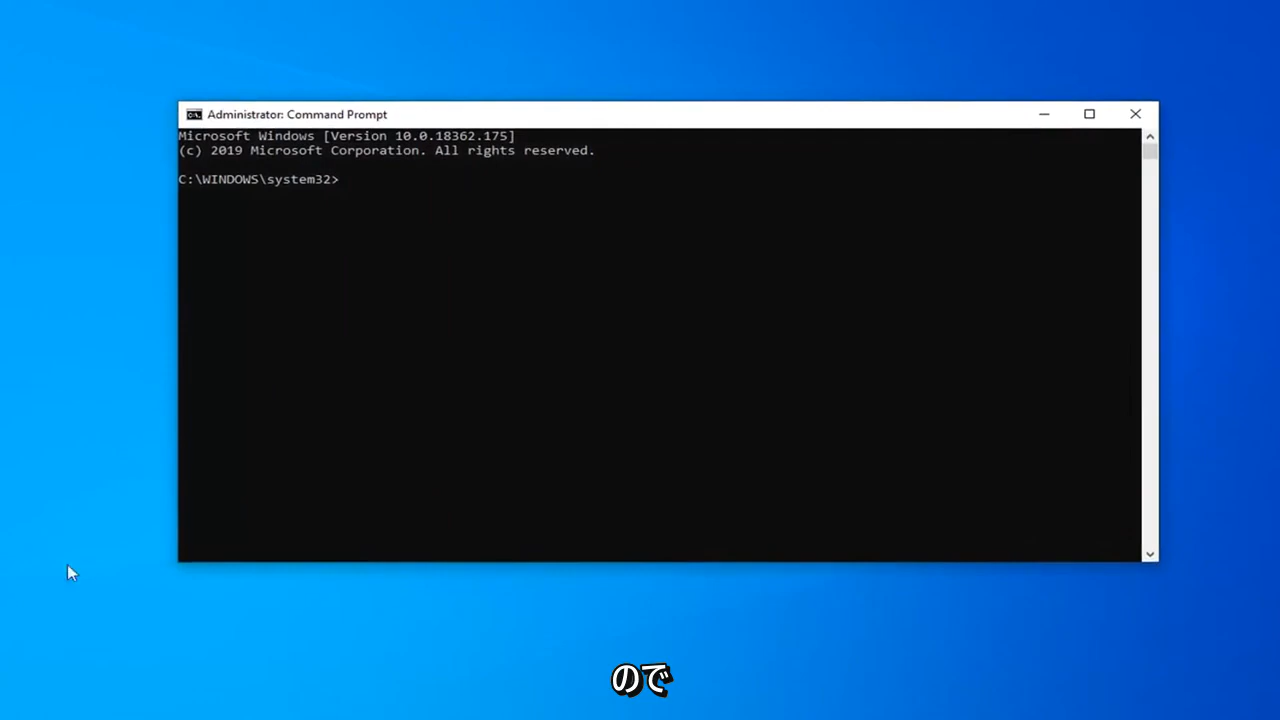 Administrator: Command Prompt
Microsoft Windows [Version 10.0.18362.175]
(c) 2019 Microsoft Corporation. All rights reserved.
C:\WINDOWS\system32>
ので